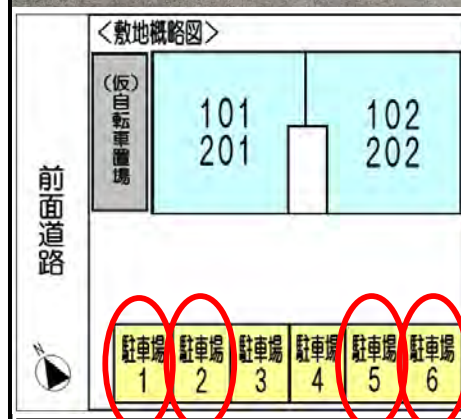 <敷地概略図>
(仮)自転車置場
101
201
102
202
前面道路
N
駐車場
1
駐車場
2
駐車場
3
駐車場
4
駐車場
5
駐車場
6